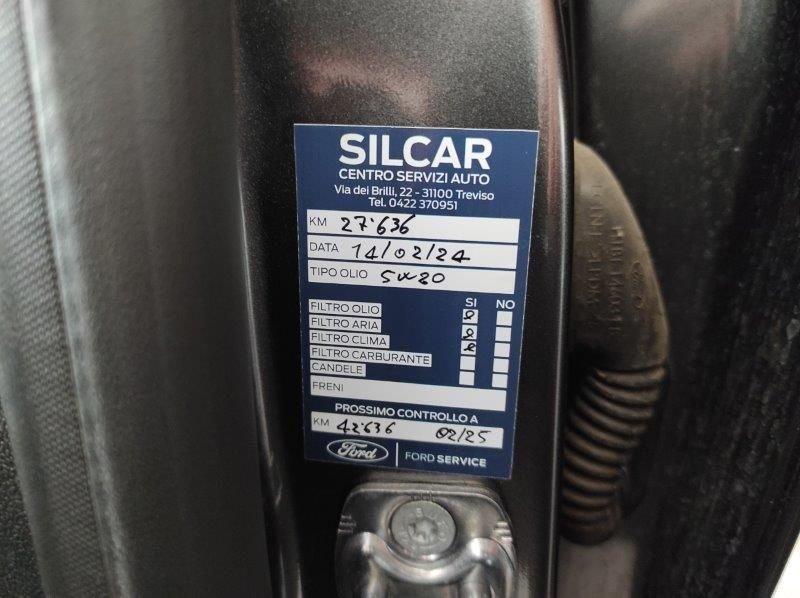 SILCAR
CENTRO SERVIZI AUTO
Via dei Brilli, 22 - 31100 Treviso
Tel. 0422 370951
KM 27'636
DATA 14/02/24
TIPO OLIO 5W20
SI NO
FILTRO OLIO
FILTRO ARIA
FILTRO CLIMA
FILTRO CARBURANTE
CANDELE
FRENI
PROSSIMO CONTROLLO A
KM 42'636 02/25
Ford FORD SERVICE